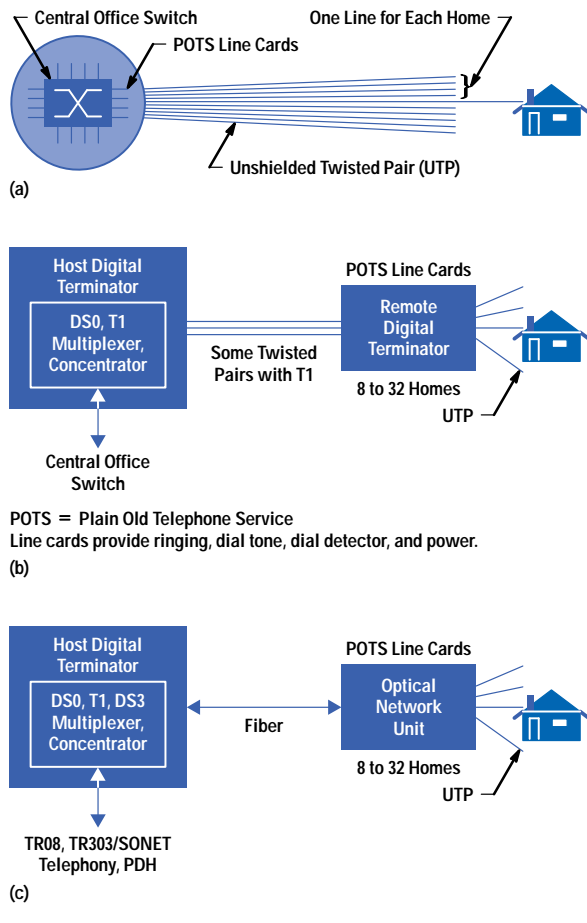 Central Office Switch
POTS Line Cards
One Line for Each Home
Unshielded Twisted Pair (UTP)
(a)
Host Digital
Terminator
DS0, T1
Multiplexer,
Concentrator
Central Office
Switch
Some Twisted
Pairs with T1
POTS Line Cards
Remote
Digital
Terminator
8 to 32 Homes
UTP
POTS = Plain Old Telephone Service
Line cards provide ringing, dial tone, dial detector, and power.
(b)
Host Digital
Terminator
DS0, T1, DS3
Multiplexer,
Concentrator
TR08, TR303/SONET
Telephony, PDH
Fiber
POTS Line Cards
Optical
Network
Unit
8 to 32 Homes
UTP
(c)